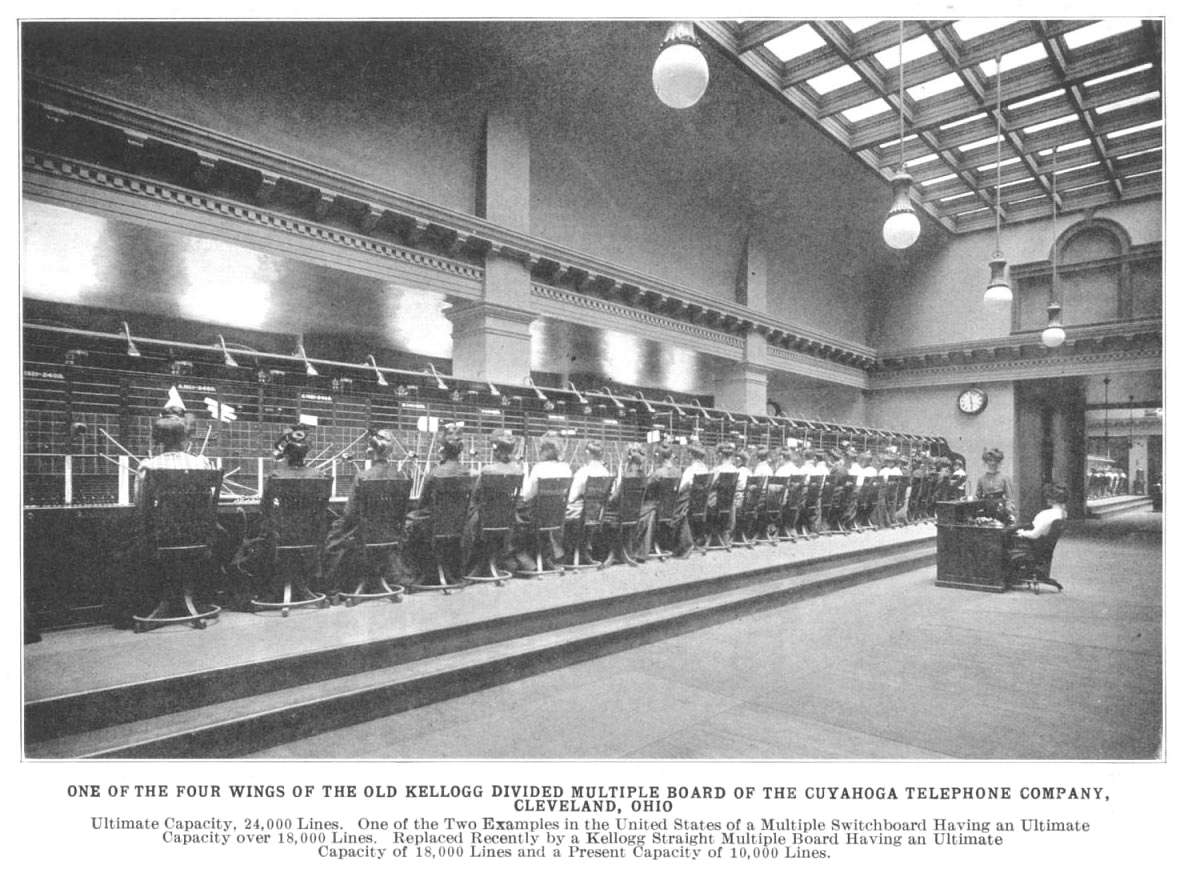 ONE OF THE FOUR WINGS OF THE OLD KELLOGG DIVIDED MULTIPLE BOARD OF THE CUYAHOGA TELEPHONE COMPANY,
CLEVELAND, OHIO
Ultimate Capacity, 24,000 Lines. One of the Two Examples in the United States of a Multiple Switchboard Having an Ultimate
Capacity over 18,000 Lines. Replaced Recently by a Kellogg Straight Multiple Board Having an Ultimate
Capacity of 18,000 Lines and a Present Capacity of 10,000 Lines.